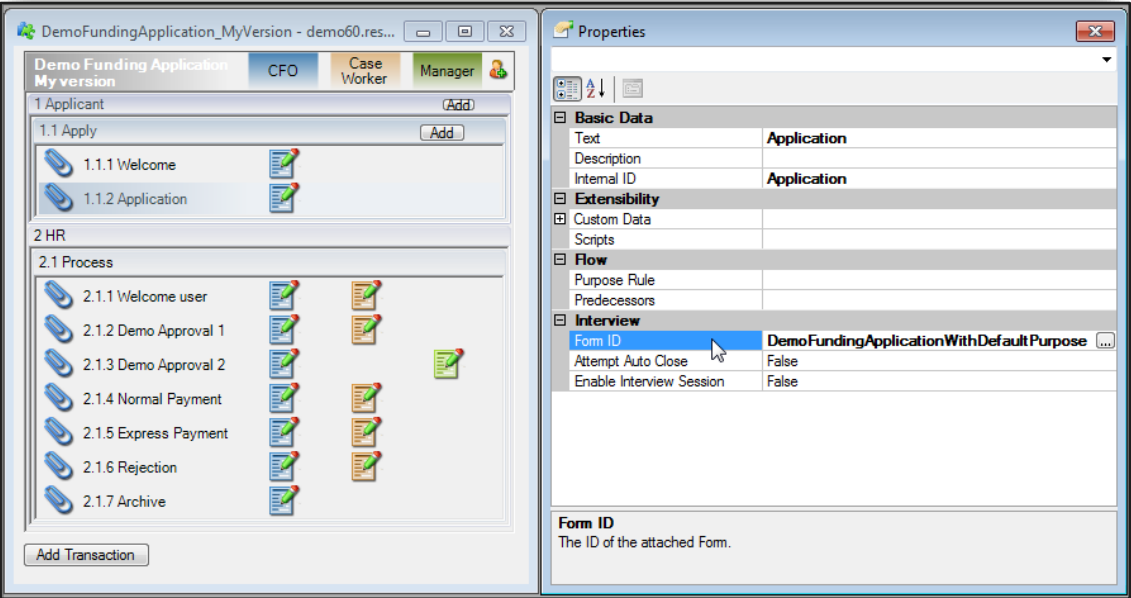 DemoFundingApplication_MyVersion - demo60.res...
Demo Funding Application
My version
CFO
Case
Worker
Manager
1 Applicant
Add
1.1 Apply
Add
1.1.1 Welcome
1.1.2 Application
2 HR
2.1 Process
2.1.1 Welcome user
2.1.2 Demo Approval 1
2.1.3 Demo Approval 2
2.1.4 Normal Payment
2.1.5 Express Payment
2.1.6 Rejection
2.1.7 Archive
Add Transaction
Properties
Basic Data
Text Application
Description
Internal ID Application
Extensibility
Custom Data
Scripts
Flow
Purpose Rule
Predecessors
Interview
Form ID DemoFundingApplicationWithDefaultPurpose ...
Attempt Auto Close False
Enable Interview Session False
Form ID
The ID of the attached Form.